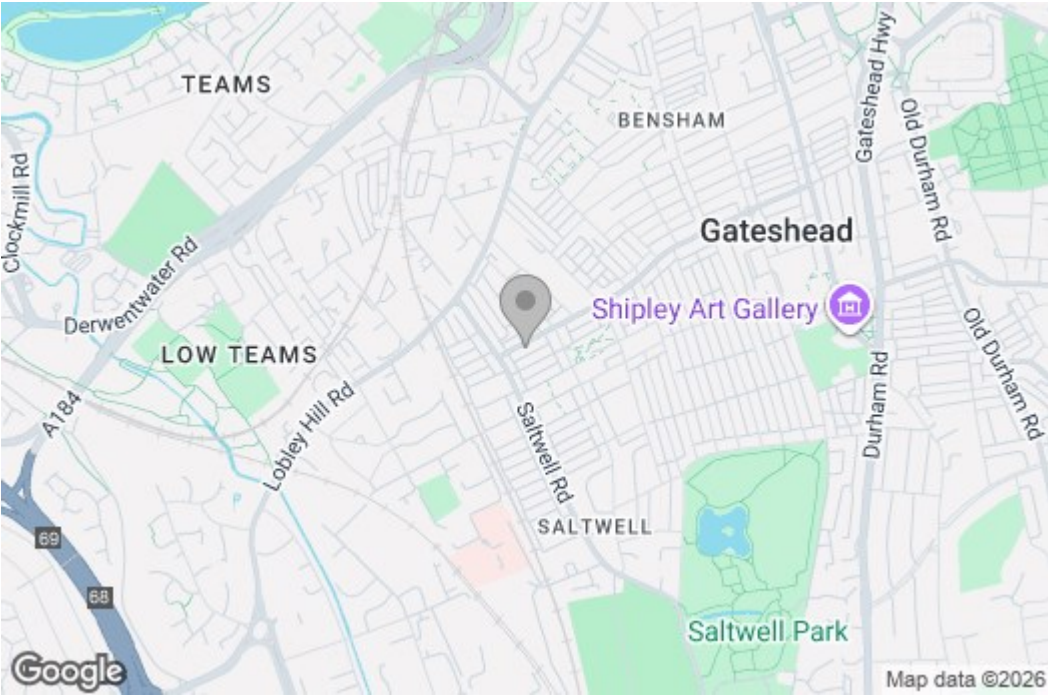 TEAMS
BENSHAM
Gateshead Hwy
Old Durham Rd
Clockmill Rd
Gateshead
Derwentwater Rd
Shipley Art Gallery
LOW TEAMS
Old Durham Rd
A184
Lobley Hill Rd
Durham Rd
Saltwell Rd
SALTWELL
69
68
Saltwell Park
Google
Map data ©2026